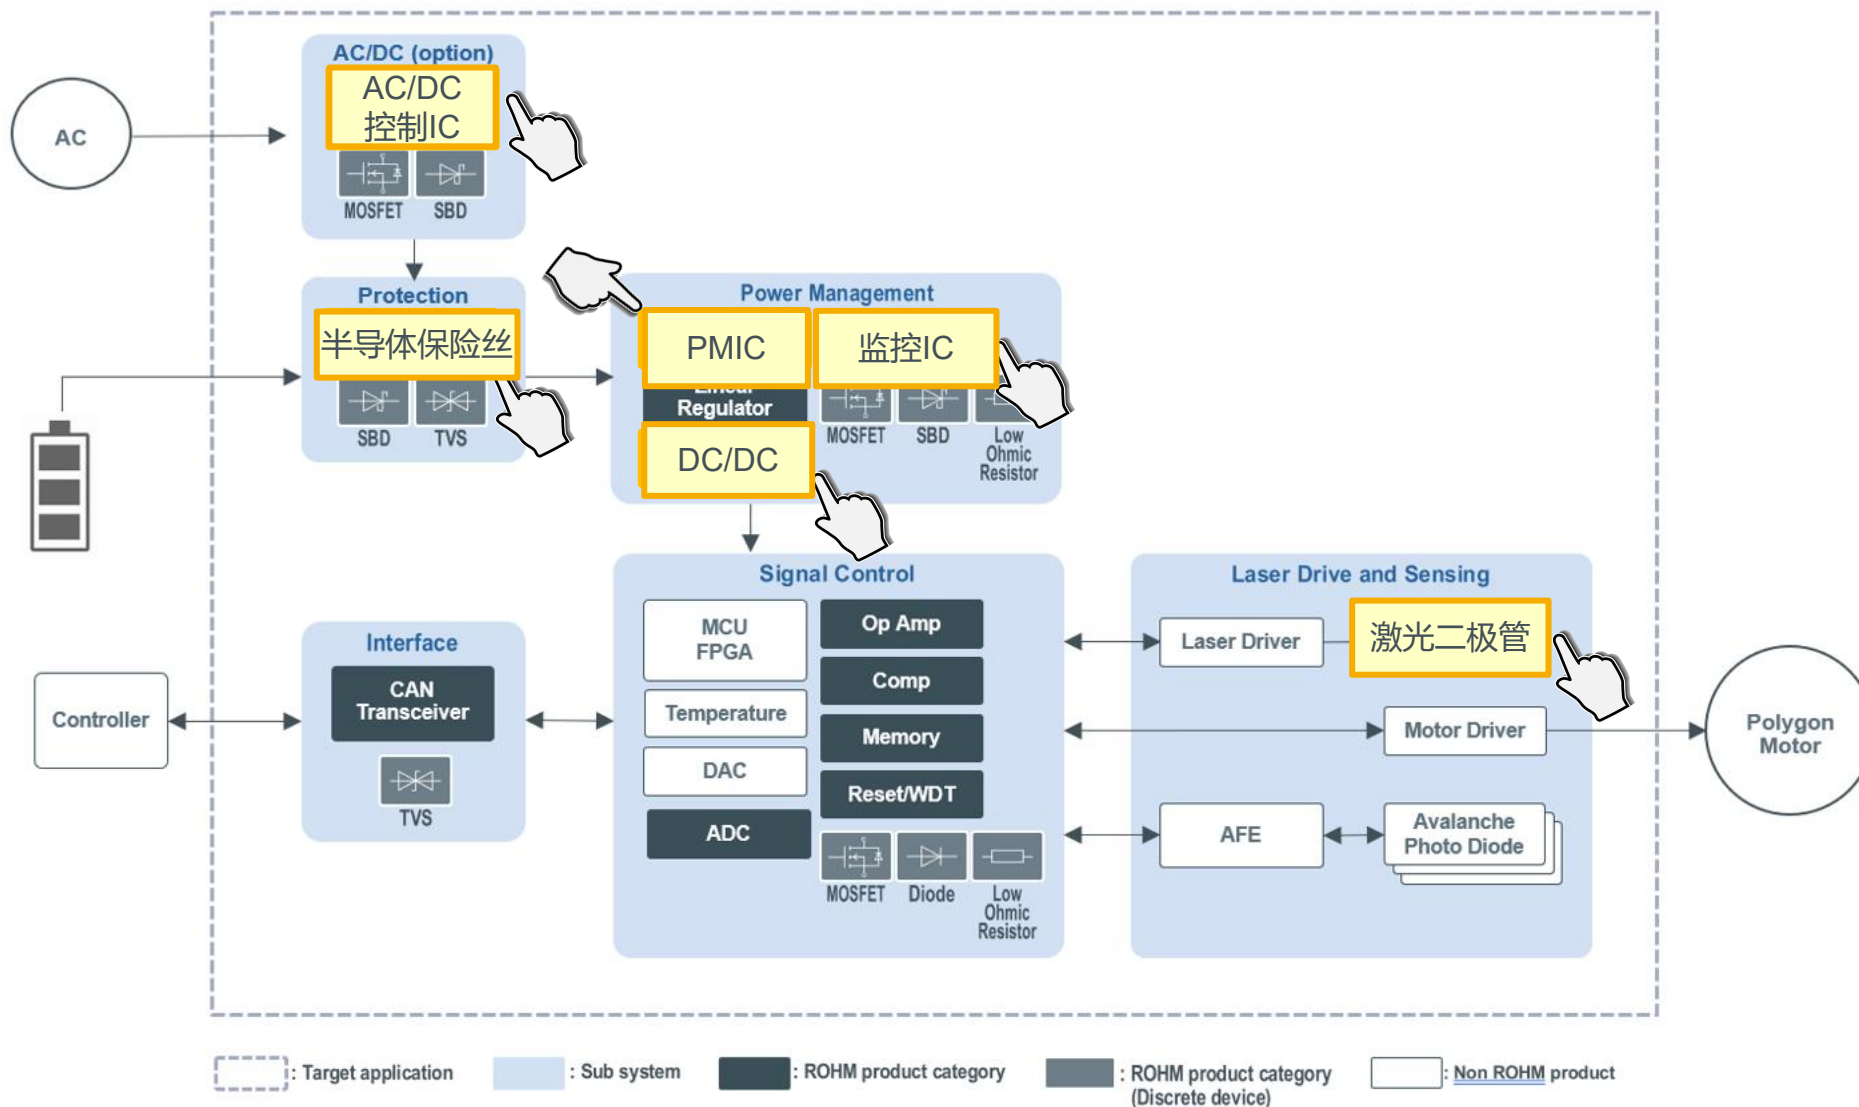 AC/DC (option)
AC/DC
控制IC
AC
MOSFET
SBD
Protection
半导体保险丝
SBD
TVS
Power Management
PMIC
监控IC
Linear
Regulator
DC/DC
MOSFET
SBD
Low
Ohmic
Resistor
Signal Control
MCU
FPGA
Temperature
DAC
ADC
Op Amp
Comp
Memory
Reset/WDT
MOSFET
Diode
Low
Ohmic
Resistor
Interface
CAN
Transceiver
TVS
Controller
Laser Drive and Sensing
Laser Driver
激光二极管
Motor Driver
AFE
Avalanche
Photo Diode
Polygon
Motor
: Target application
: Sub system
: ROHM product category
: ROHM product category
(Discrete device)
: Non ROHM product